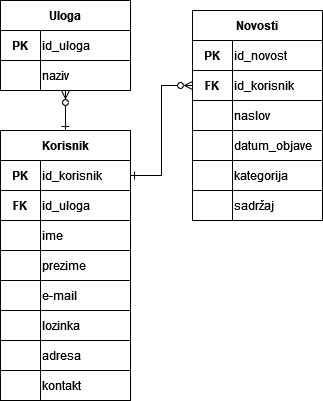 Uloga
PK id_uloga
naziv
Novosti
PK id_novost
FK id_korisnik
naslov
datum_objave
kategorija
sadržaj
Korisnik
PK id_korisnik
FK id_uloga
ime
prezime
e-mail
lozinka
adresa
kontakt